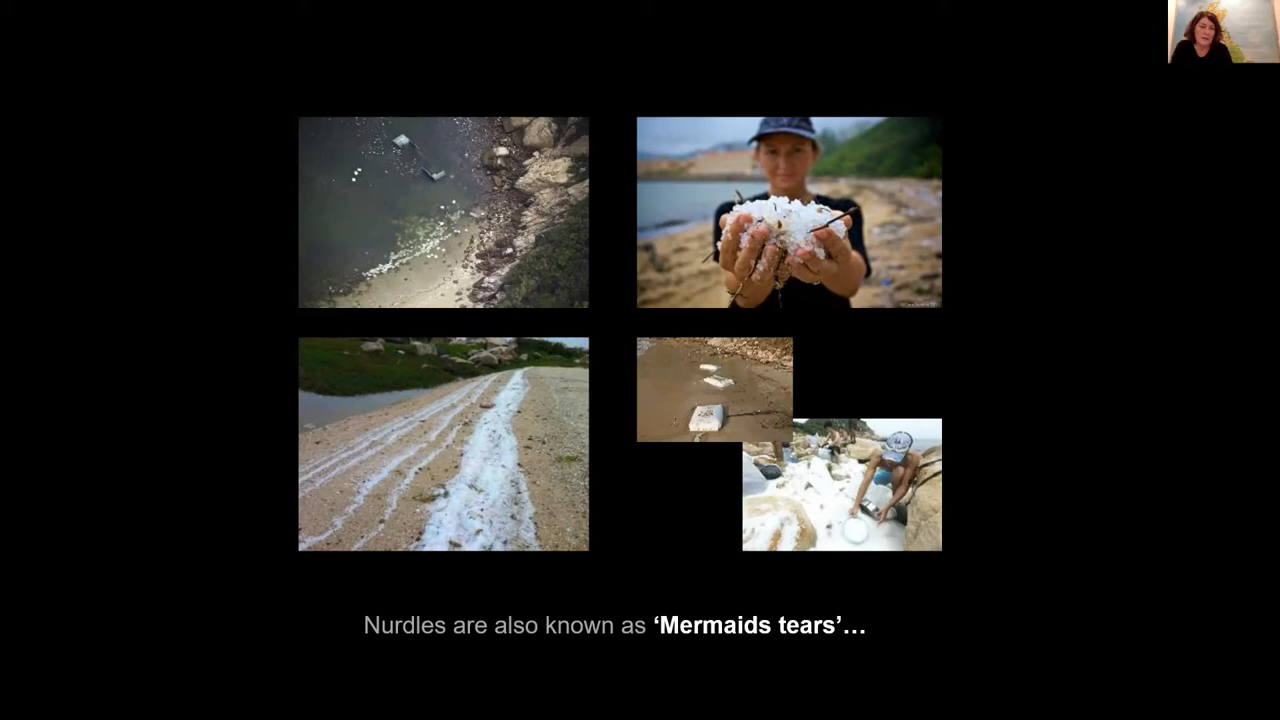 Nurdles are also known as ‘Mermaids tears’…